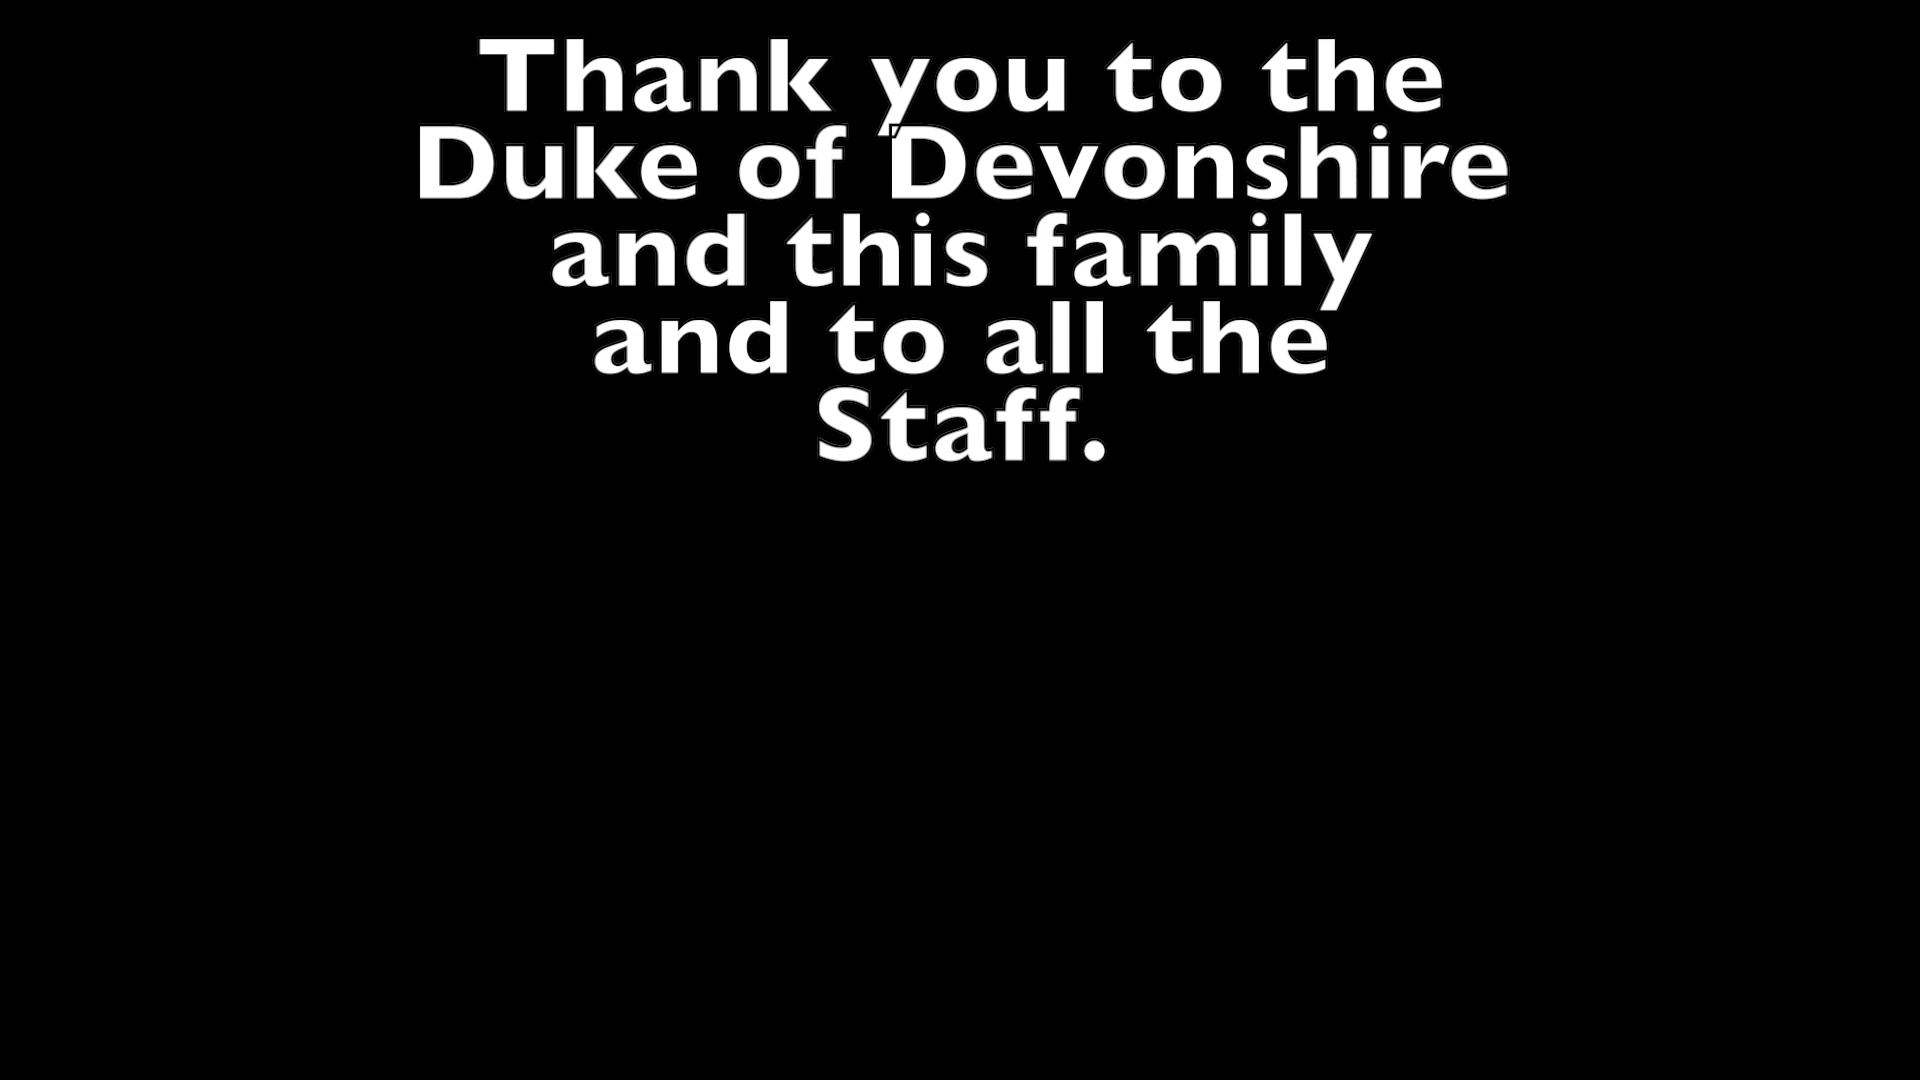 Thank you to the
Duke of Devonshire
and this family
and to all the
Staff.